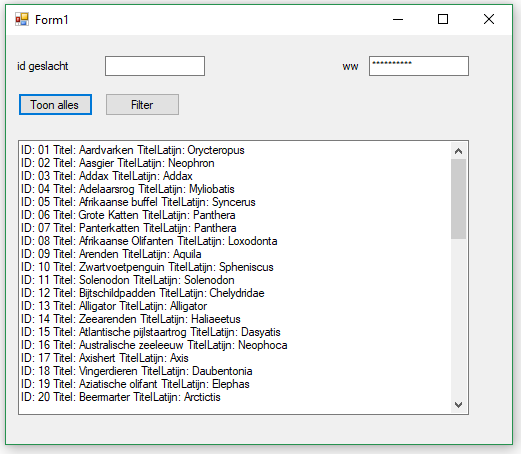 Form1
id geslacht
ww **********
Toon alles Filter
ID: 01 Titel: Aardvarken TitelLatijn: Orycteropus
ID: 02 Titel: Aasgier TitelLatijn: Neophron
ID: 03 Titel: Addax TitelLatijn: Addax
ID: 04 Titel: Adelaarsrog TitelLatijn: Myliobatis
ID: 05 Titel: Afrikaanse buffel TitelLatijn: Syncerus
ID: 06 Titel: Grote Katten TitelLatijn: Panthera
ID: 07 Titel: Panterkatten TitelLatijn: Panthera
ID: 08 Titel: Afrikaanse Olifanten TitelLatijn: Loxodonta
ID: 09 Titel: Arenden TitelLatijn: Aquila
ID: 10 Titel: Zwartvoetpenguin TitelLatijn: Spheniscus
ID: 11 Titel: Solenodon TitelLatijn: Solenodon
ID: 12 Titel: Bijtschildpadden TitelLatijn: Chelydridae
ID: 13 Titel: Alligator TitelLatijn: Alligator
ID: 14 Titel: Zeearenden TitelLatijn: Haliaeetus
ID: 15 Titel: Atlantische pijlstaartrog TitelLatijn: Dasyatis
ID: 16 Titel: Australische zeeleeuw TitelLatijn: Neophoca
ID: 17 Titel: Axishert TitelLatijn: Axis
ID: 18 Titel: Vingerdieren TitelLatijn: Daubentonia
ID: 19 Titel: Aziatische olifant TitelLatijn: Elephas
ID: 20 Titel: Beermarter TitelLatijn: Arctictis